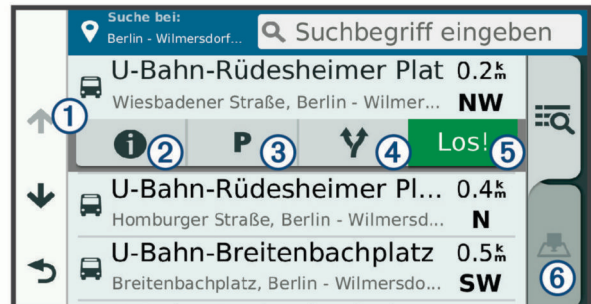 Suche bei:
Berlin - Wilmersdorf...
Suchbegriff eingeben
U-Bahn-Rüdesheimer Plat 0.2 km
Wiesbadener Straße, Berlin - Wilmer... NW
1
2
P 3
4
Los! 5
U-Bahn-Rüdesheimer Pl... 0.4 km
Homburger Straße, Berlin - Wilmersd... N
U-Bahn-Breitenbachplatz 0.5 km
Breitenbachplatz, Berlin - Wilmersdo... SW
6